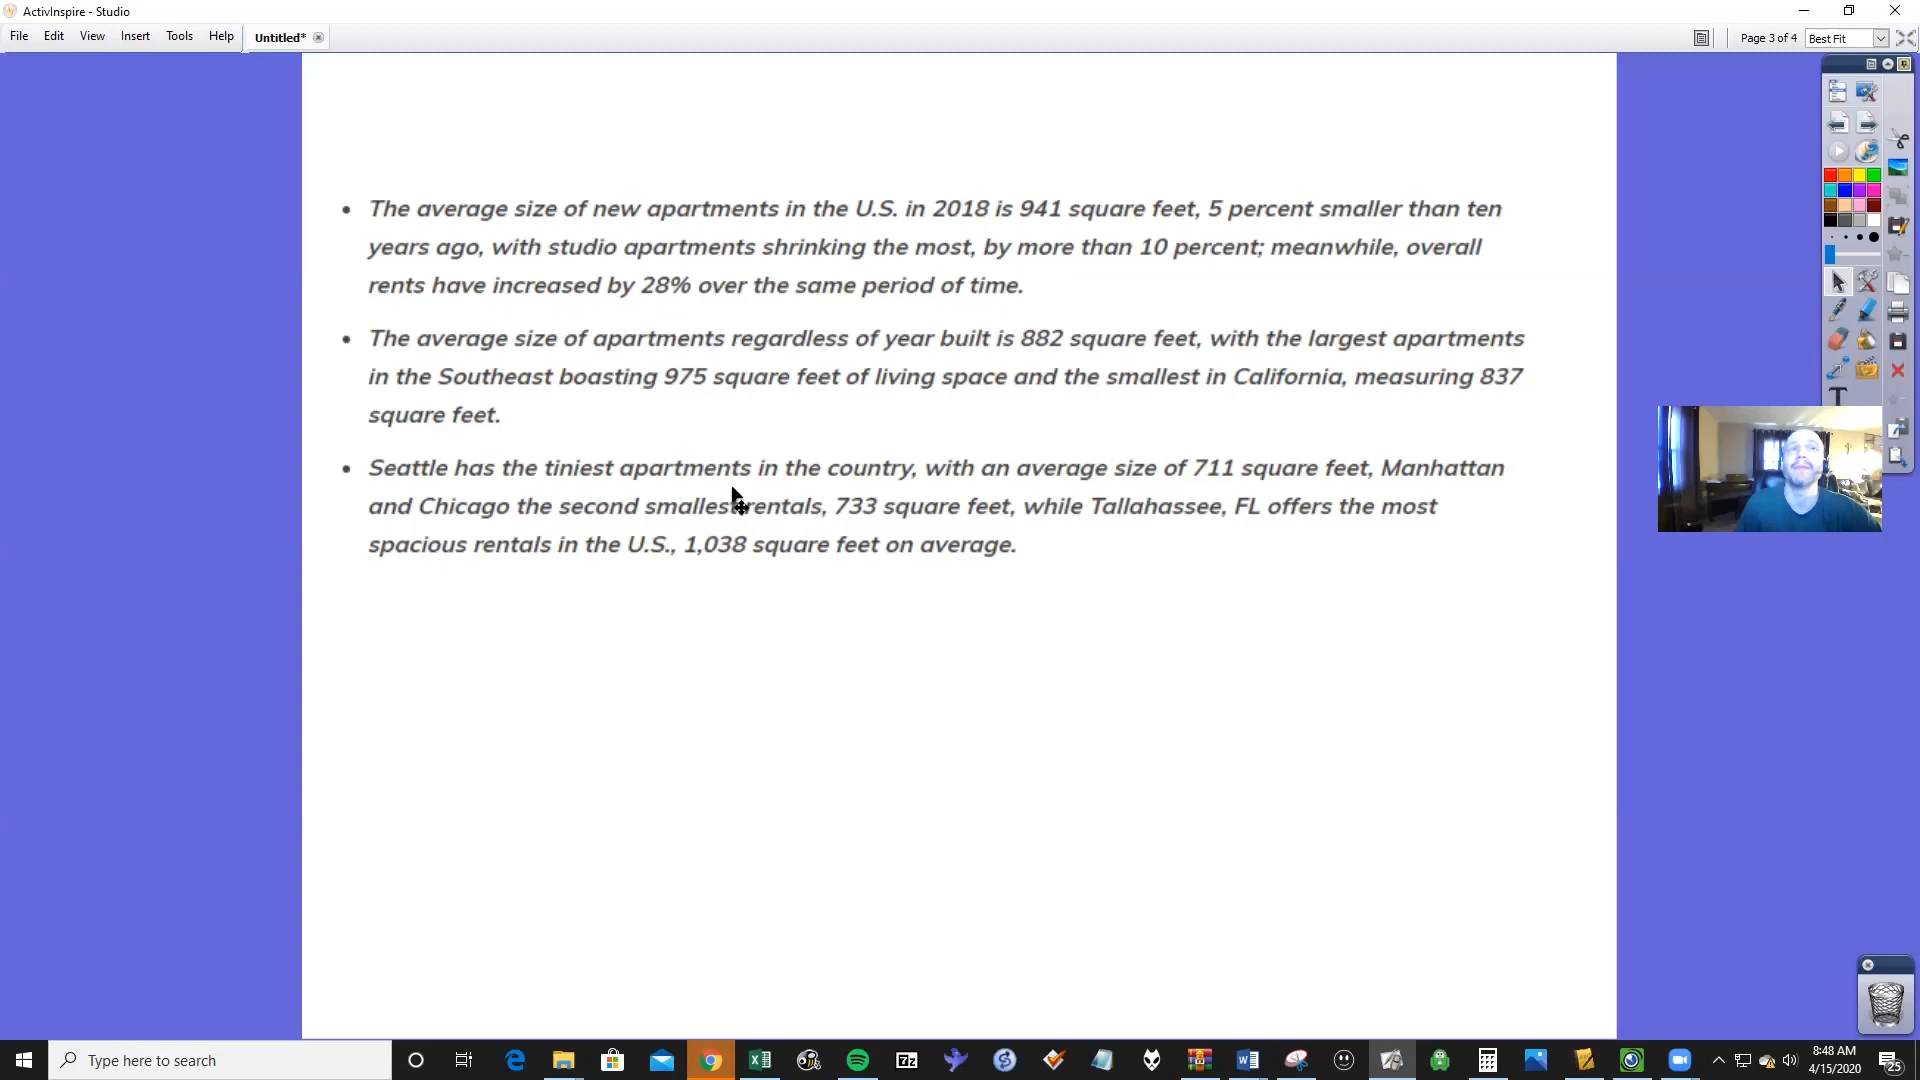 ActivInspire - Studio
File Edit View Insert Tools Help Untitled* Page 3 of 4 Best Fit
• The average size of new apartments in the U.S. in 2018 is 941 square feet, 5 percent smaller than ten
years ago, with studio apartments shrinking the most, by more than 10 percent; meanwhile, overall
rents have increased by 28% over the same period of time.
• The average size of apartments regardless of year built is 882 square feet, with the largest apartments
in the Southeast boasting 975 square feet of living space and the smallest in California, measuring 837
square feet.
• Seattle has the tiniest apartments in the country, with an average size of 711 square feet, Manhattan
and Chicago the second smallest rentals, 733 square feet, while Tallahassee, FL offers the most
spacious rentals in the U.S., 1,038 square feet on average.
T
Type here to search
7z
8:48 AM
4/15/2020
25